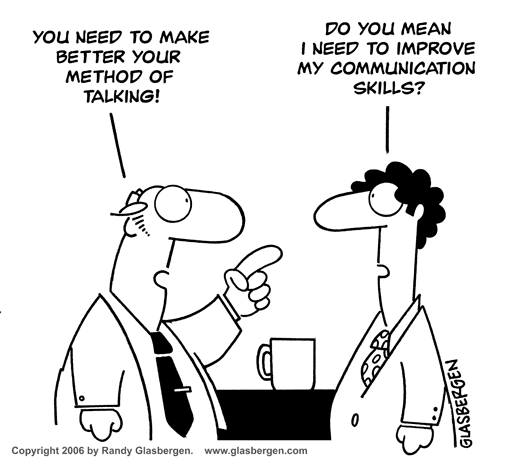 YOU NEED TO MAKE
BETTER YOUR
METHOD OF
TALKING!
DO YOU MEAN
I NEED TO IMPROVE
MY COMMUNICATION
SKILLS?
GLASBERGEN
Copyright 2006 by Randy Glasbergen. www.glasbergen.com